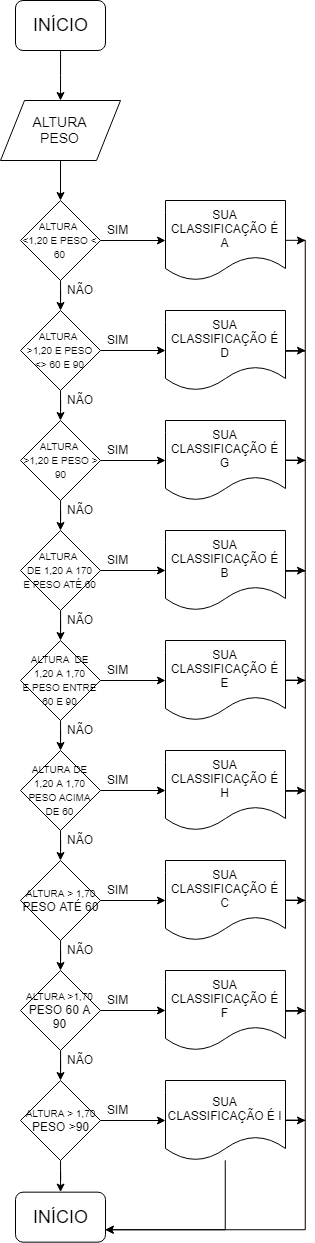 INÍCIO
ALTURA
PESO
ALTURA
<1,20 E PESO <
60
SIM
SUA
CLASSIFICAÇÃO É
A
NÃO
ALTURA
>1,20 E PESO
<> 60 E 90
SIM
SUA
CLASSIFICAÇÃO É
D
NÃO
ALTURA
>1,20 E PESO >
90
SIM
SUA
CLASSIFICAÇÃO É
G
NÃO
ALTURA
DE 1,20 A 170
E PESO ATÉ 60
SIM
SUA
CLASSIFICAÇÃO É
B
NÃO
ALTURA DE
1,20 A 1,70
E PESO ENTRE
60 E 90
SIM
SUA
CLASSIFICAÇÃO É
E
NÃO
ALTURA DE
1,20 A 1,70
PESO ACIMA
DE 60
SIM
SUA
CLASSIFICAÇÃO É
H
NÃO
ALTURA > 1,70
PESO ATÉ 60
SIM
SUA
CLASSIFICAÇÃO É
C
NÃO
ALTURA >1,70
PESO 60 A
90
SIM
SUA
CLASSIFICAÇÃO É
F
NÃO
ALTURA > 1,70
PESO >90
SIM
SUA
CLASSIFICAÇÃO É I
INÍCIO